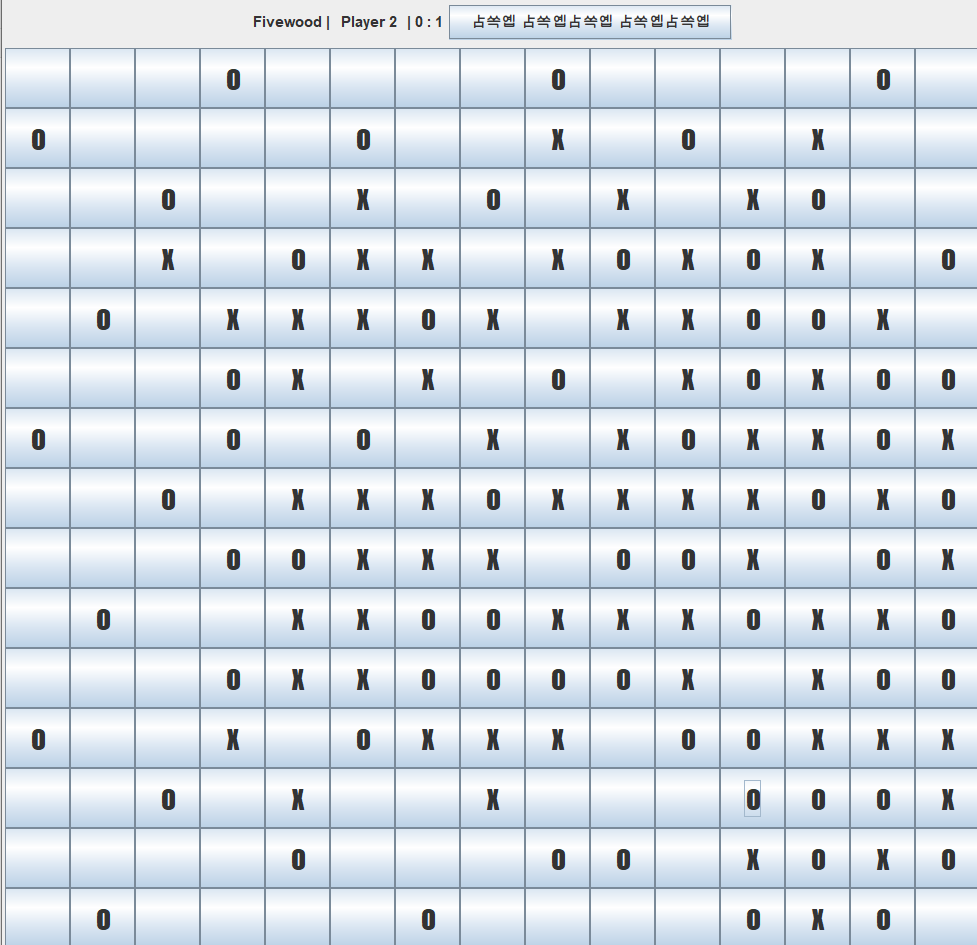 Fivewood | Player 2 | 0 : 1 占쏙옙 占쏙옙占쏙옙 占쏙옙占쏙옙
O O O
O O X O X
O X O X X O
X O X X X O X O X O
O X X X O X X X O O X
O X X O X O X O O
O O O X X O X X O X
O X X X O X X X X O X O
O O X X X O O X O X
O X X O O X X X O X X O
O X X O O O O X X O O
O X O X X X O O X X X
O X X O O O X
O O O X O X O
O O O X O